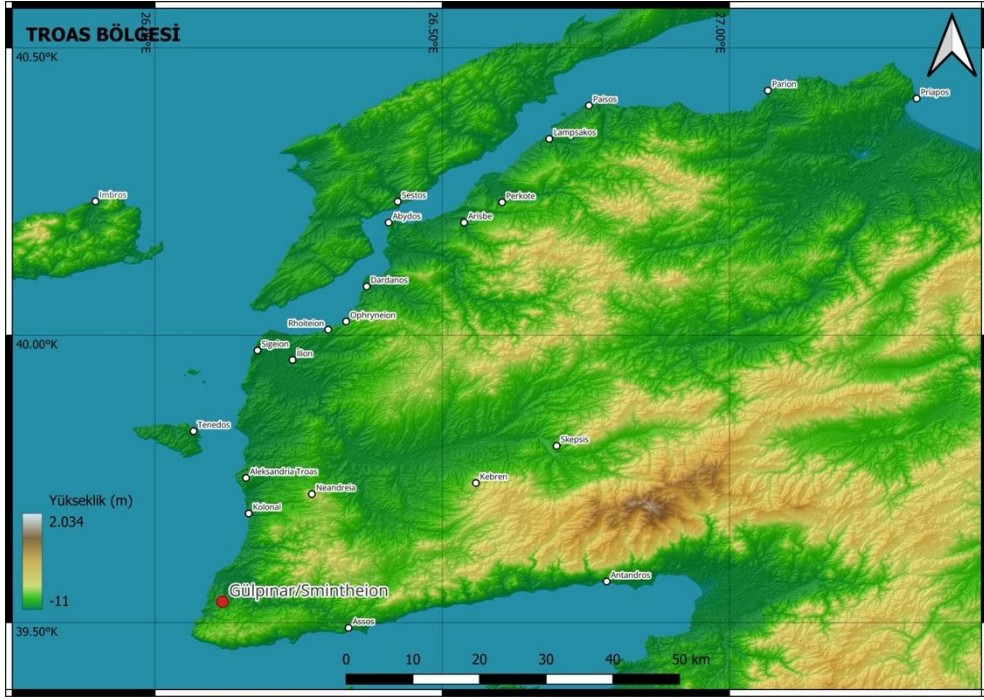 TROAS BÖLGESİ
26.50°E
27.00°E
40.50°K
Parion
Priapos
Paisos
Lampsakos
Imbros
Sestos
Perkote
Abydos
Arisbe
Dardanos
Ophryneion
Rhoiteion
40.00°K
Sigeion
İlion
Tenedos
Skepsis
Aleksandria Troas
Kebren
Neandreia
Kolonai
Yükseklik (m)
2.034
-11
Antandros
Gülpınar/Smintheion
Assos
39.50°K
0 10 20 30 40 50 km